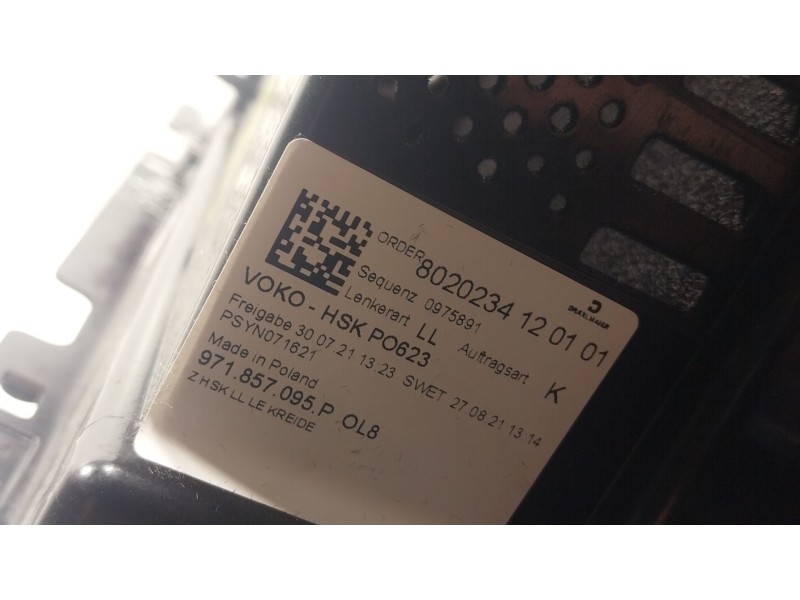 ORDER 8020234 12 01 01
Sequenz 0975891
Lenkerart LL Auftragsart K
VOKO - HSK PO623
Freigabe 30 07.21 13.23 SWET 27 08.21 13 14
PSYN071621
Made in Poland
971.857.095.P OL8
Z HSK LL LE KREIDE
DRÄXLMAIER